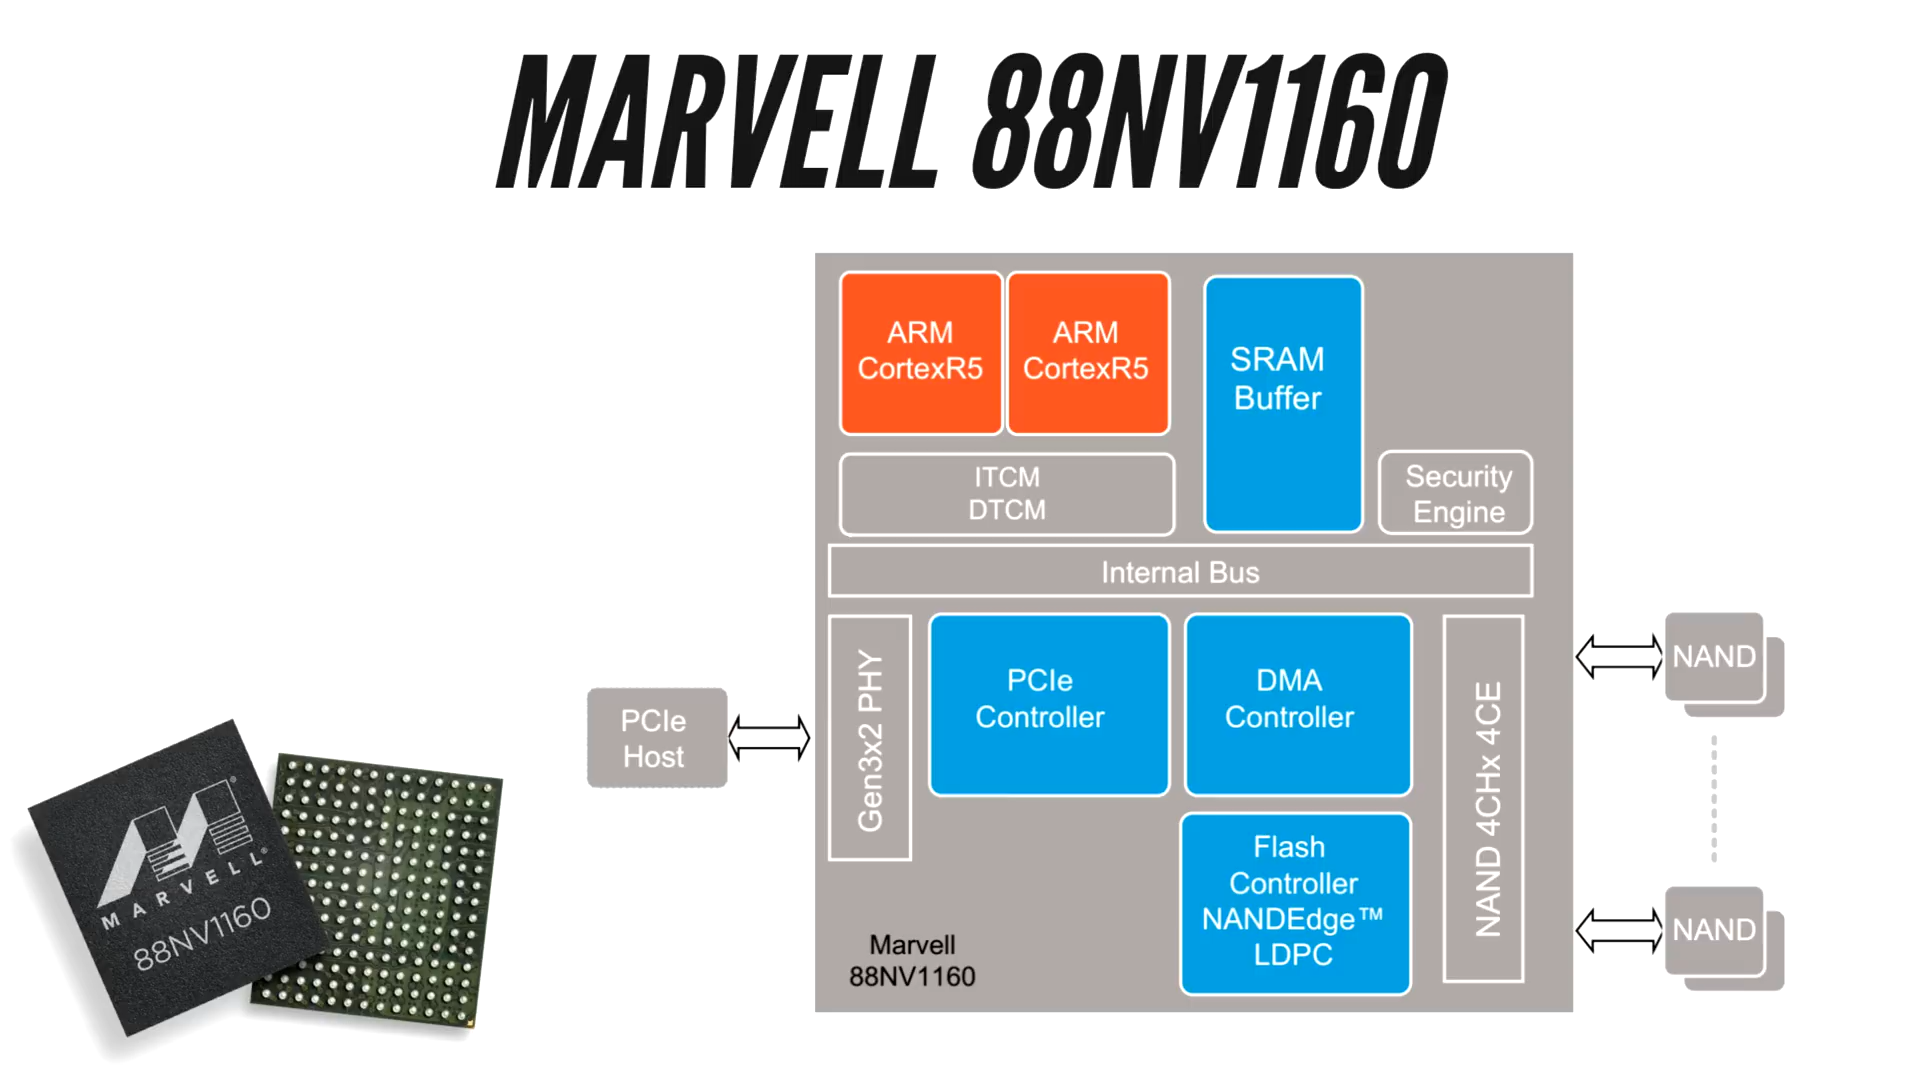 MARVELL 88NV1160
ARM
CortexR5
ARM
CortexR5
SRAM
Buffer
ITCM
DTCM
Security
Engine
Internal Bus
Gen3x2 PHY
PCIe
Controller
DMA
Controller
NAND 4CHx 4CE
PCIe
Host
NAND
Flash
Controller
NANDEdge™
LDPC
NAND
Marvell
88NV1160
MARVELL®
88NV1160